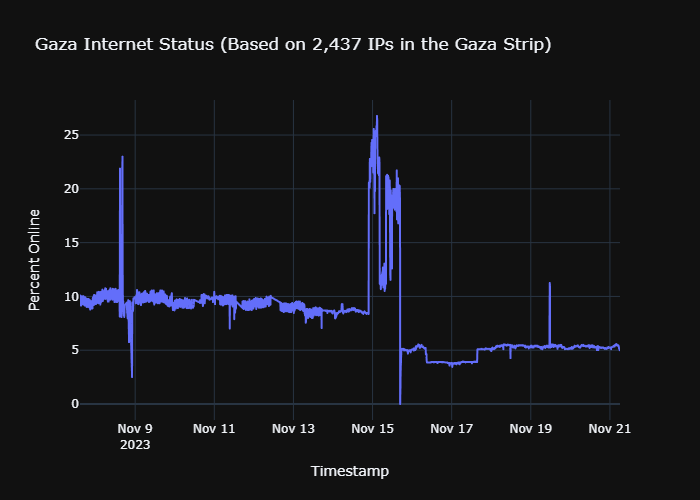 Gaza Internet Status (Based on 2,437 IPs in the Gaza Strip)
Percent Online
25
20
15
10
5
0
Nov 9
2023
Nov 11
Nov 13
Nov 15
Nov 17
Nov 19
Nov 21
Timestamp